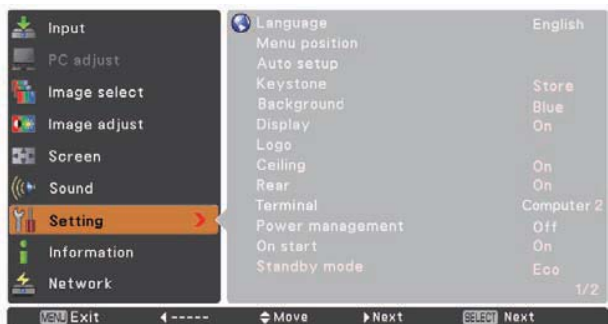 Input
PC adjust
Image select
Image adjust
Screen
Sound
Setting
Information
Network
Language English
Menu position
Auto setup
Keystone Store
Background Blue
Display On
Logo
Ceiling On
Rear On
Terminal Computer 2
Power management Off
On start On
Standby mode Eco
1/2
MENU Exit ◀ ----- Move ▶ Next SELECT Next